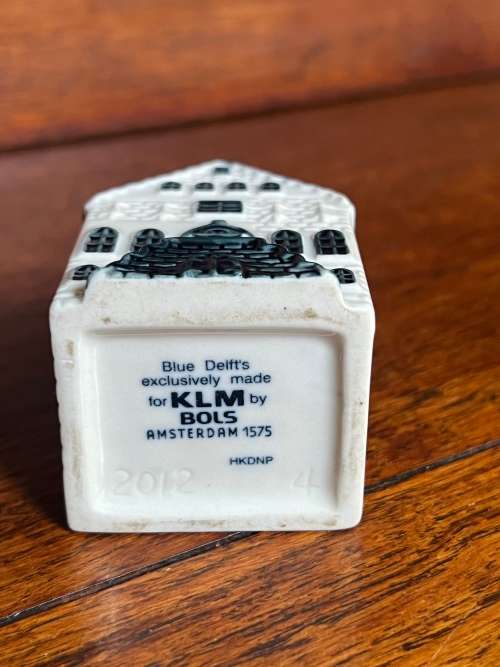 Blue Delft's
exclusively made
for KLM by
BOLS
AMSTERDAM 1575
HKDNP
2012 4